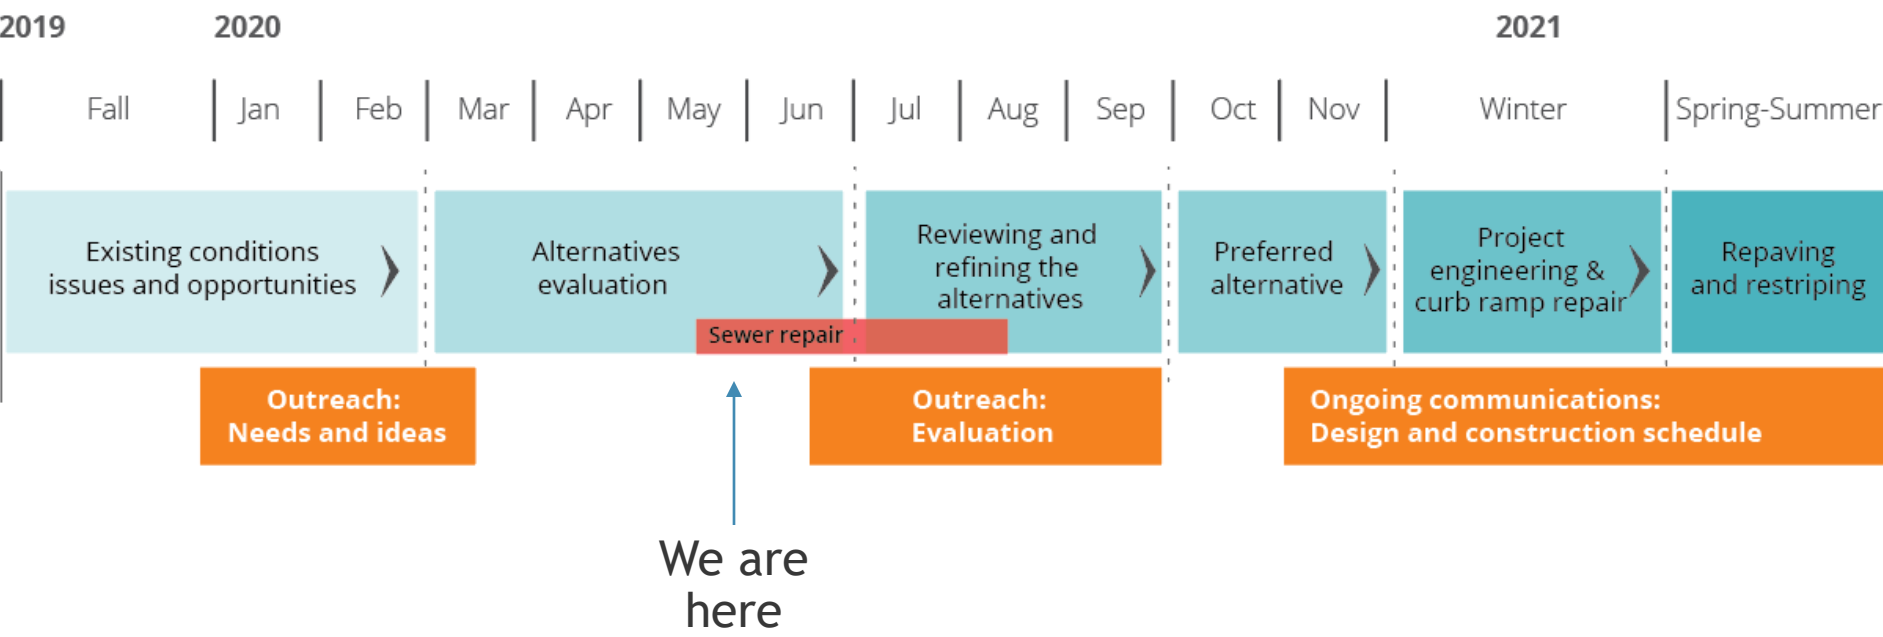 2019 2020 2021
Fall Jan Feb Mar Apr May Jun Jul Aug Sep Oct Nov Winter Spring-Summer
Existing conditions
issues and opportunities
Alternatives
evaluation
Reviewing and
refining the
alternatives
Preferred
alternative
Project
engineering &
curb ramp repair
Repaving
and restriping
Sewer repair
Outreach:
Needs and ideas
Outreach:
Evaluation
Ongoing communications:
Design and construction schedule
We are
here